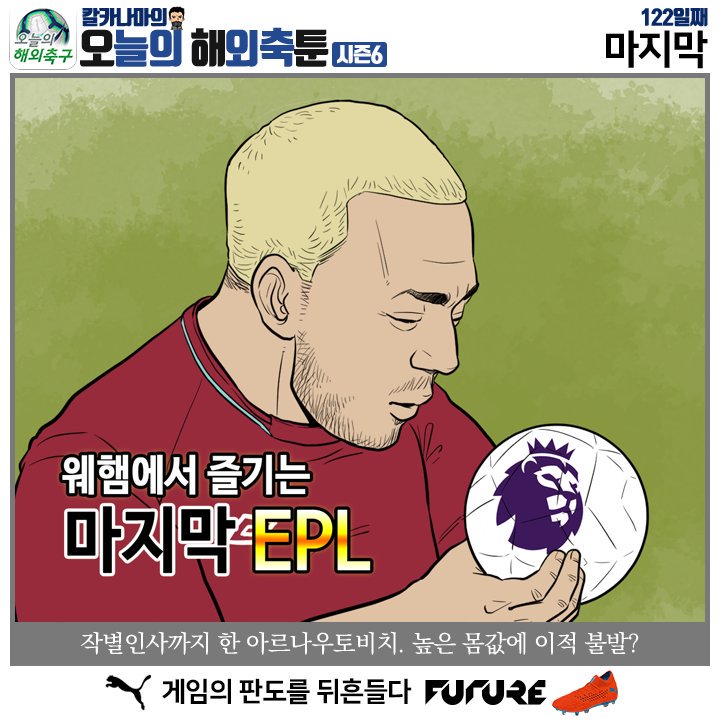 오늘의
해외축구
칼카나마의
오늘의 해외축툰 시즌6
122일째
마지막
웨햄에서 즐기는
마지막 EPL
작별인사까지 한 아르나우토비치. 높은 몸값에 이적 불발?
게임의 판도를 뒤흔들다 FUTURE